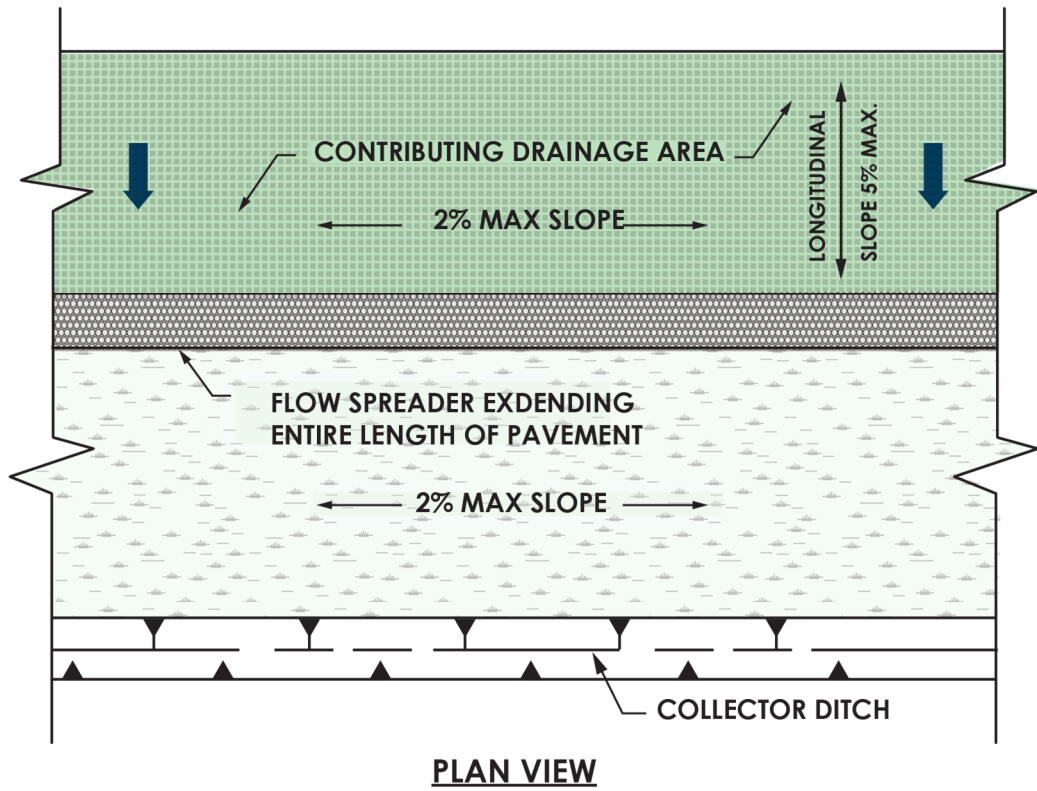 CONTRIBUTING DRAINAGE AREA
2% MAX SLOPE
LONGITUDINAL
SLOPE 5% MAX.
FLOW SPREADER EXDENDING
ENTIRE LENGTH OF PAVEMENT
2% MAX SLOPE
COLLECTOR DITCH
PLAN VIEW